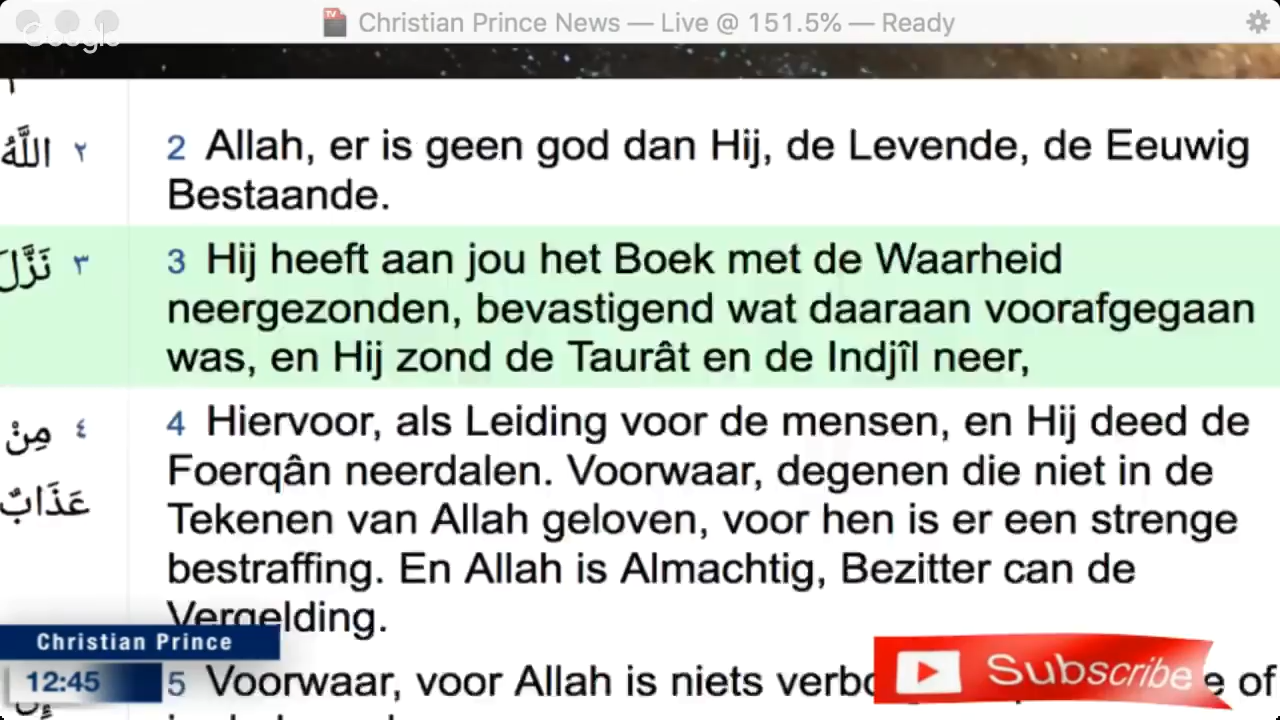 Christian Prince News — Live @ 151.5% — Ready
Google
اللَّهُ ٢
2 Allah, er is geen god dan Hij, de Levende, de Eeuwig
Bestaande.
نَزَّلَ ٣
3 Hij heeft aan jou het Boek met de Waarheid
neergezonden, bevastigend wat daaraan voorafgegaan
was, en Hij zond de Taurât en de Indjîl neer,
مِنْ ٤
4 Hiervoor, als Leiding voor de mensen, en Hij deed de
Foerqân neerdalen. Voorwaar, degenen die niet in de
عَذَابٌ
Tekenen van Allah geloven, voor hen is er een strenge
bestraffing. En Allah is Almachtig, Bezitter can de
Vergelding.
Christian Prince
12:45
5 Voorwaar, voor Allah is niets
of
Subscribe